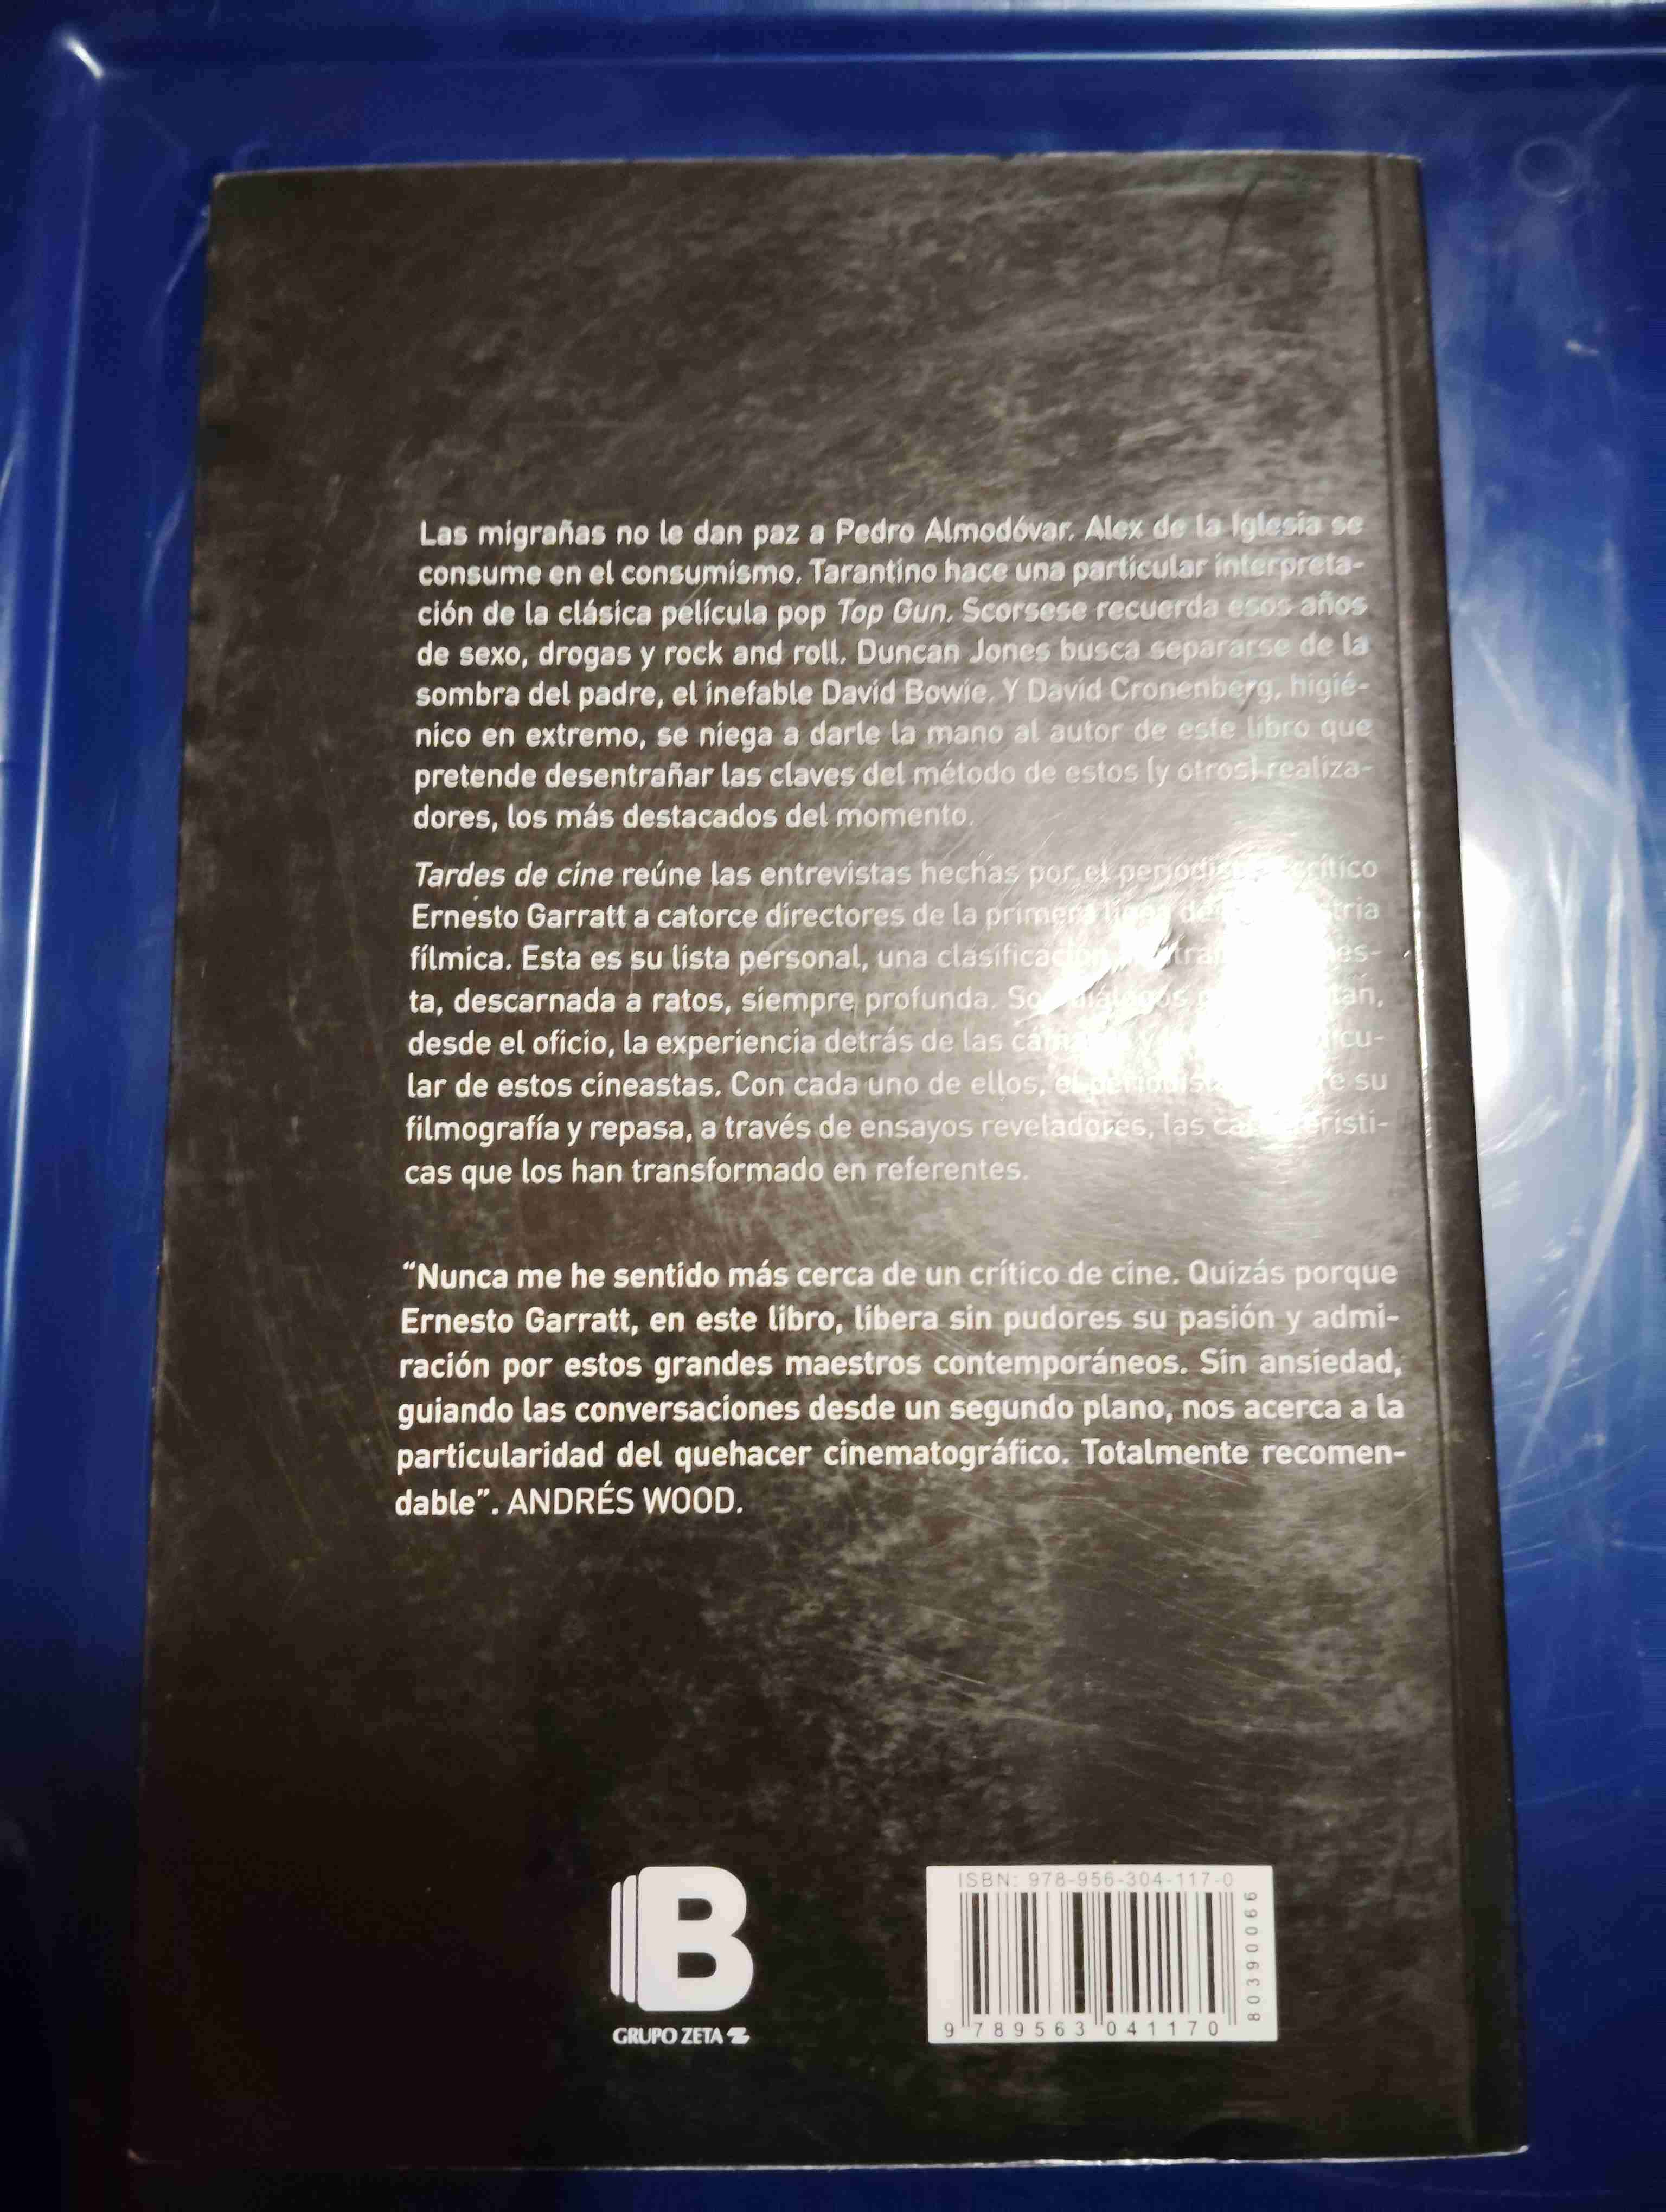 Las migrañas no le dan paz a Pedro Almodóvar. Alex de la Iglesia se
consume en el consumismo. Tarantino hace una particular interpreta-
ción de la clásica película pop Top Gun. Scorsese recuerda esos años
de sexo, drogas y rock and roll. Duncan Jones busca separarse de la
sombra del padre, el inefable David Bowie. Y David Cronenberg, higié-
nico en extremo, se niega a darle la mano al autor de este libro que
pretende desentrañar las claves del método de estos (y otros) realiza-
dores, los más destacados del momento.
Tardes de cine reúne las entrevistas hechas por el crítico
Ernesto Garratt a catorce directores de la primera línea de
fílmica. Esta es su lista personal, una
ta, descarnada a ratos, siempre profunda. Son diálogos
desde el oficio, la experiencia detrás de las
lar de estos cineastas. Con cada uno de ellos, el su
filmografía y repasa, a través de ensayos reveladores, las característi-
cas que los han transformado en referentes.
“Nunca me he sentido más cerca de un crítico de cine. Quizás porque
Ernesto Garratt, en este libro, libera sin pudores su pasión y admi-
ración por estos grandes maestros contemporáneos. Sin ansiedad,
guiando las conversaciones desde un segundo plano, nos acerca a la
particularidad del quehacer cinematográfico. Totalmente recomen-
dable”. ANDRÉS WOOD.
B
GRUPO ZETA
ISBN: 978-956-304-117-0
9 789563 041170
80390066